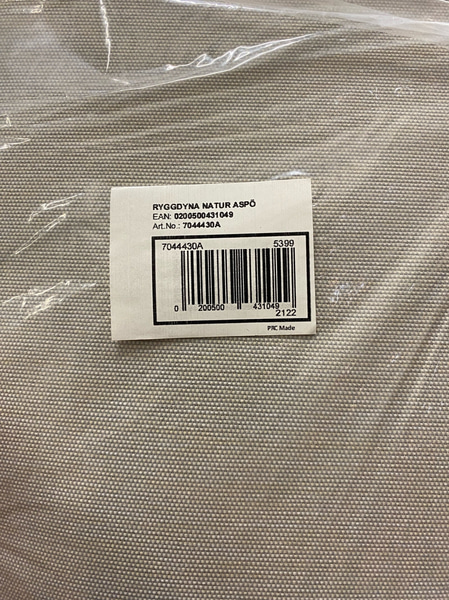 RYGGDYNA NATUR ASPÖ
EAN: 0200500431049
Art.No.: 7044430A
7044430A 5399
0 200500 431049
2122
PRC Made